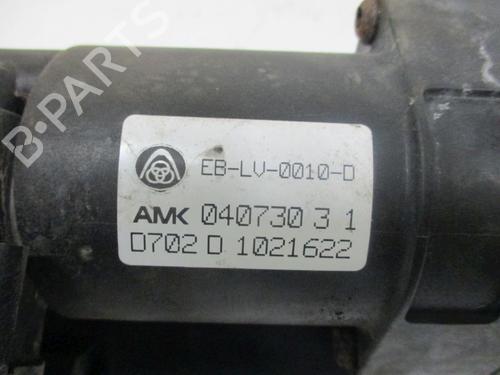 B-PARTS
EB-LV-0010-D
AMK 040730 3 1
D702 D 1021622